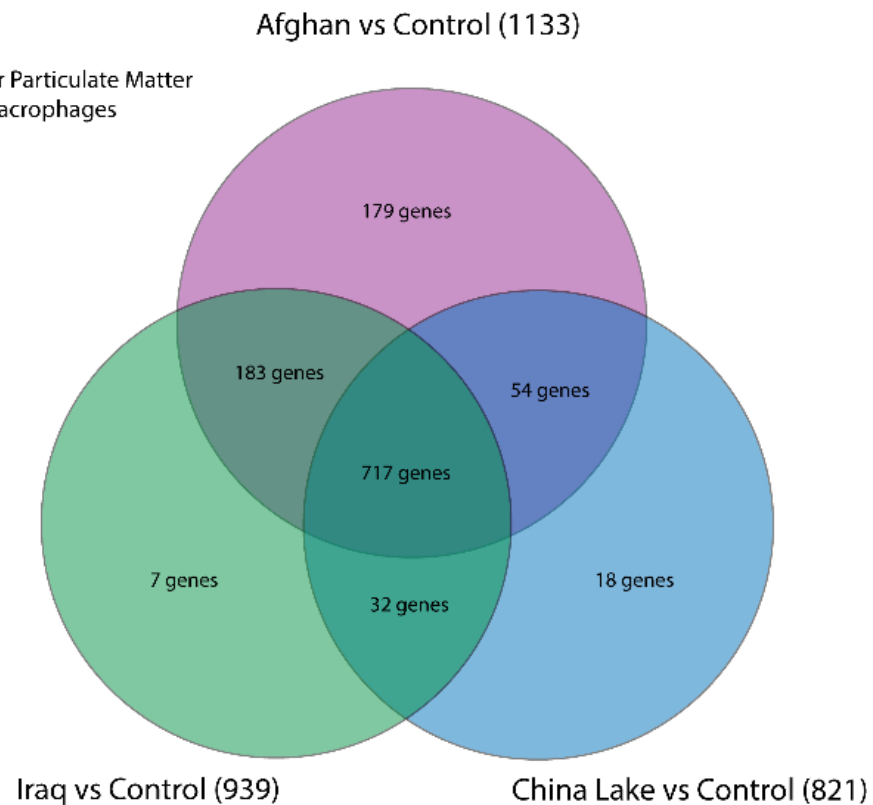 Afghan vs Control (1133)
r Particulate Matter
acrophages
179 genes
183 genes
54 genes
717 genes
7 genes
18 genes
32 genes
Iraq vs Control (939)
China Lake vs Control (821)